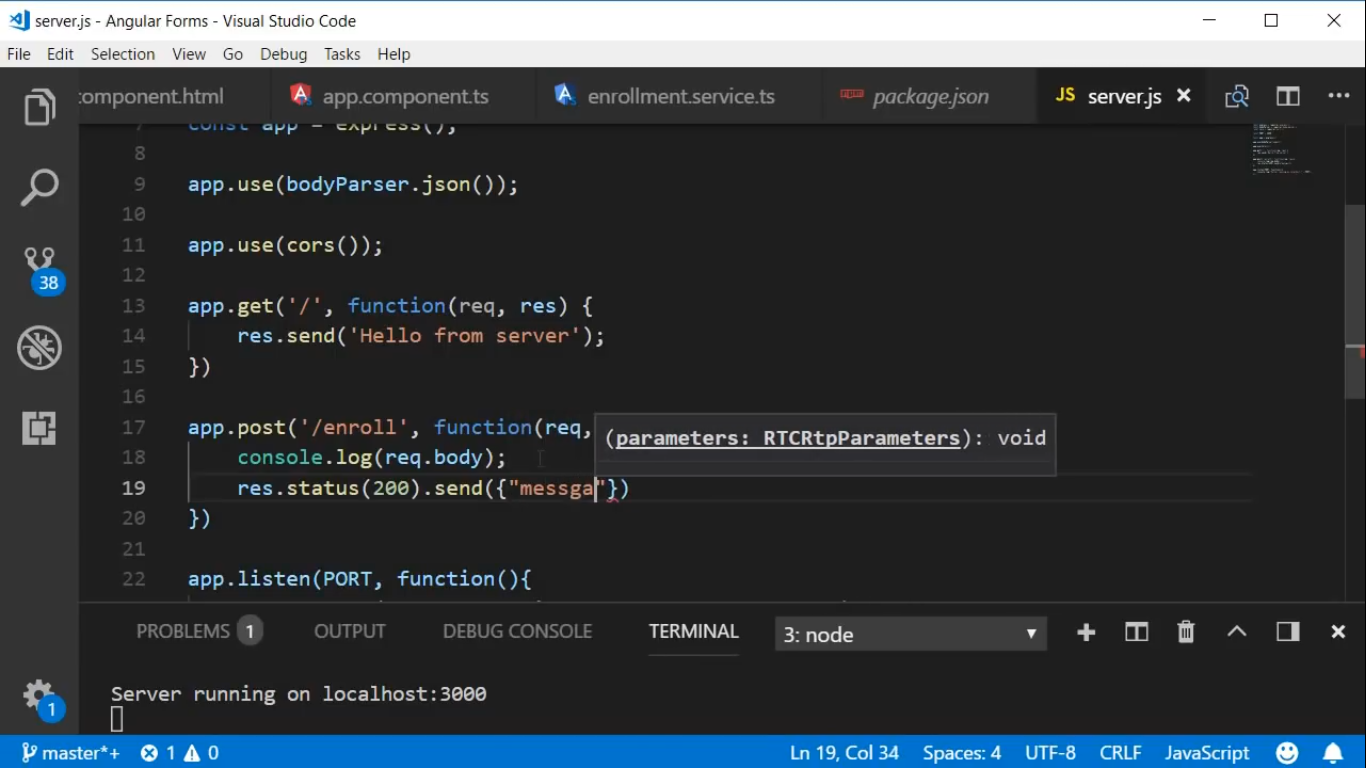 server.js - Angular Forms - Visual Studio Code
File Edit Selection View Go Debug Tasks Help
component.html app.component.ts enrollment.service.ts package.json JS server.js
7 const app = express();
8
9 app.use(bodyParser.json());
10
11 app.use(cors());
12
13 app.get('/', function(req, res) {
14 res.send('Hello from server');
15 })
16
17 app.post('/enroll', function(req,
(parameters: RTCRtpParameters): void
18 console.log(req.body);
19 res.status(200).send({"messga"})
20 })
21
22 app.listen(PORT, function(){
38
1
PROBLEMS 1 OUTPUT DEBUG CONSOLE TERMINAL 3: node
Server running on localhost:3000
master*+ 1 0 Ln 19, Col 34 Spaces: 4 UTF-8 CRLF JavaScript